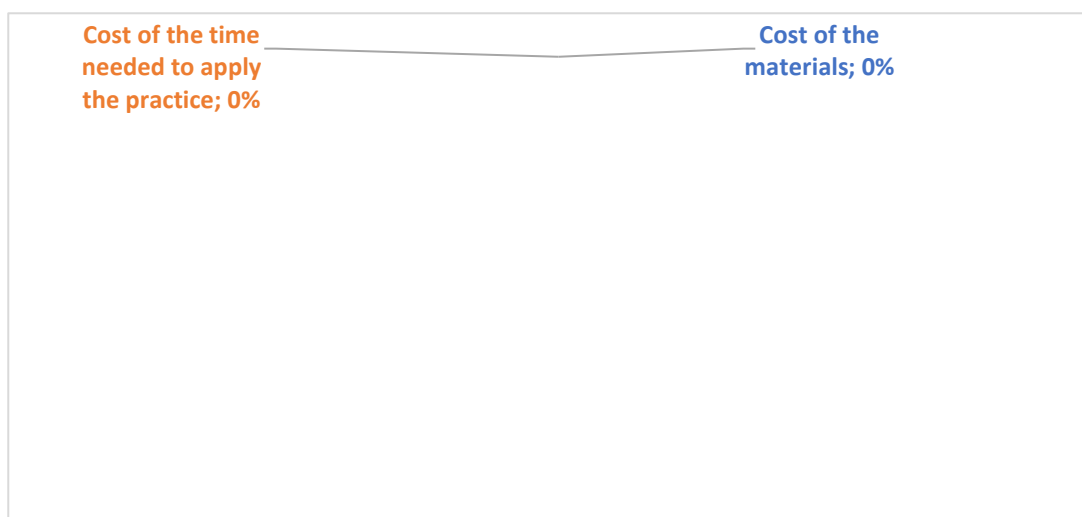 Cost of the time
needed to apply
the practice; 0%
Cost of the
materials; 0%